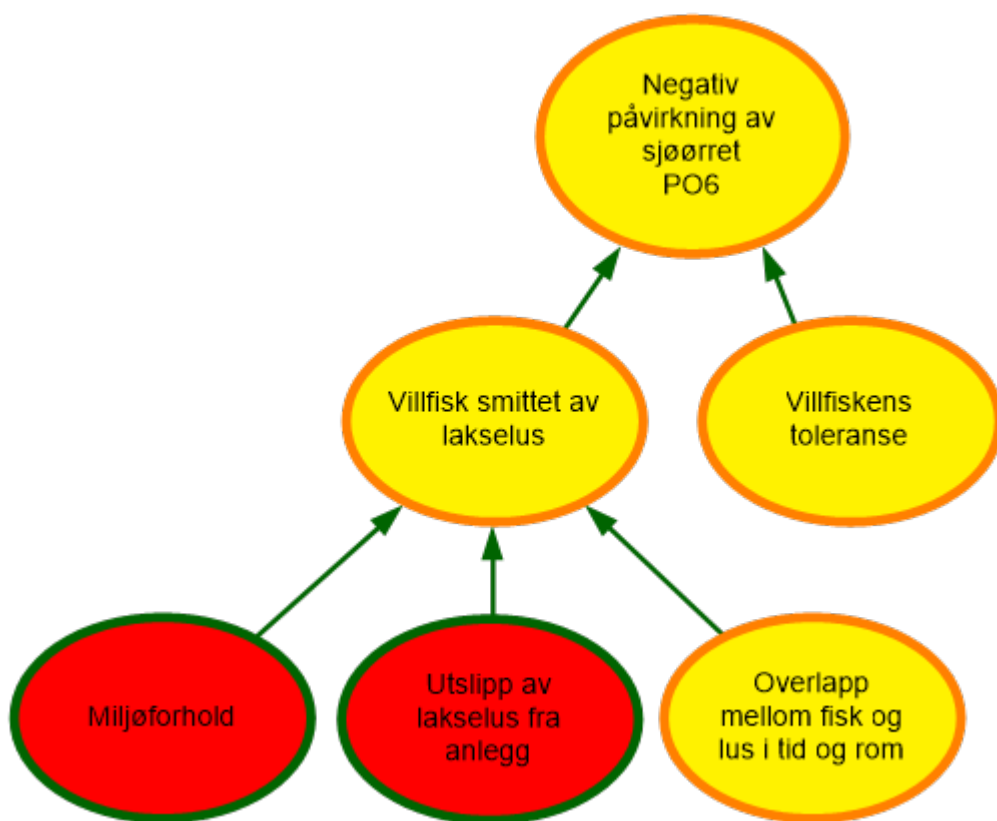 Negativ
påvirkning av
sjøørret
PO6
Villfisk smittet av
lakselus
Villfiskens
toleranse
Miljøforhold
Utslipp av
lakselus fra
anlegg
Overlapp
mellom fisk og
lus i tid og rom